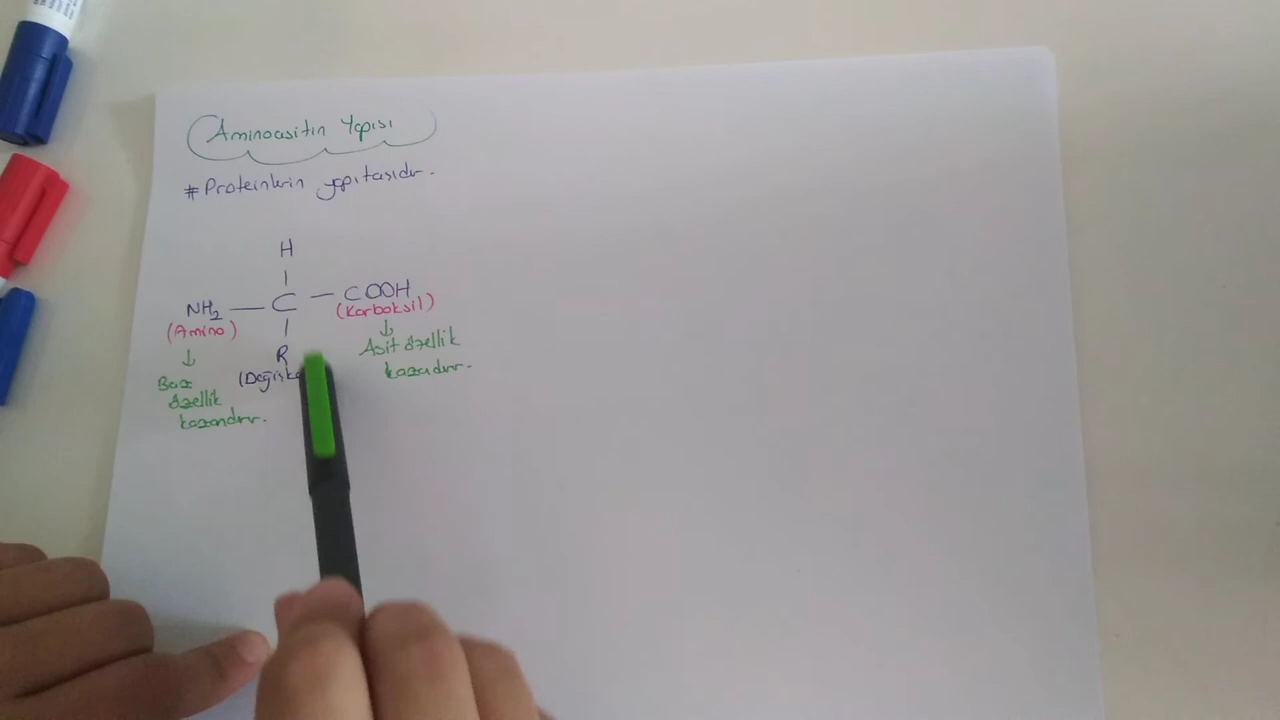 Aminoasitin Yapısı
# Proteinlerin yapıtaşıdır.
H
NH2 — C — COOH
(Amino)
(Karboksil)
R
↓
Baz
özellik
kazandırır.
↓
Asit özellik
kazandırır.